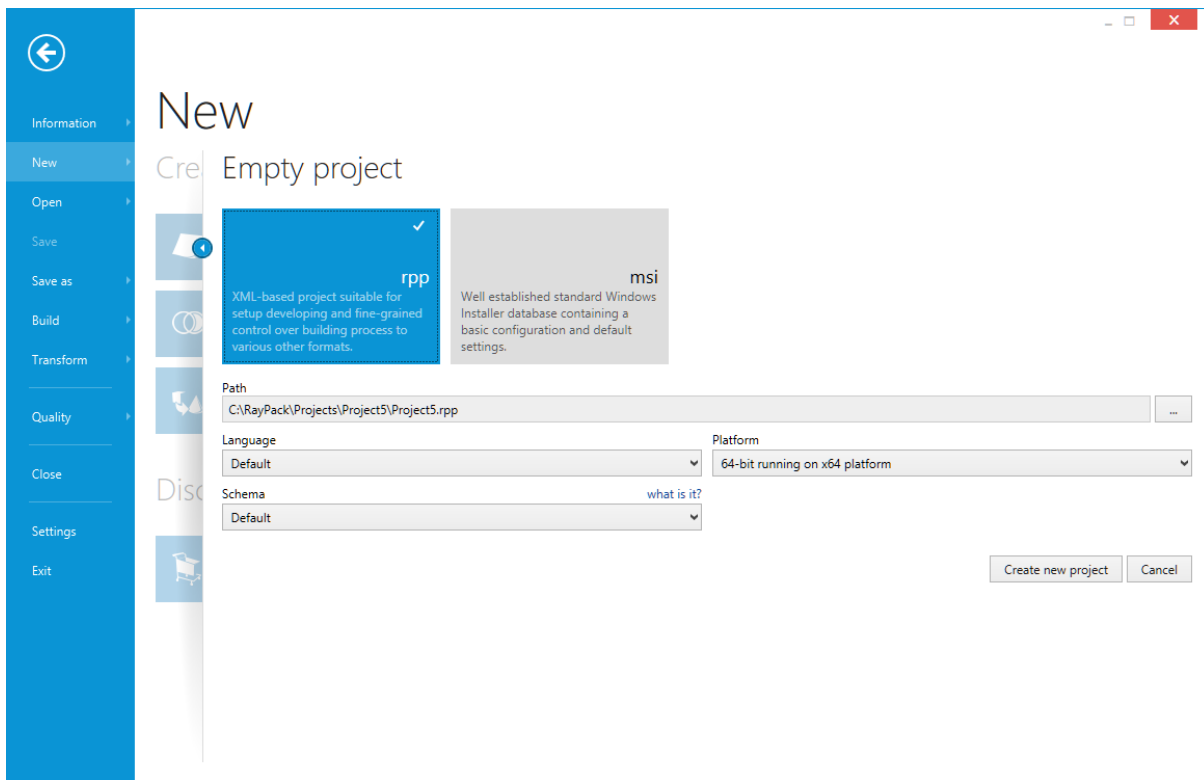 Information
New
Open
Save
Save as
Build
Transform
Quality
Close
Settings
Exit
New
Cre
Empty project
rpp
XML-based project suitable for
setup developing and fine-grained
control over building process to
various other formats.
msi
Well established standard Windows
Installer database containing a
basic configuration and default
settings.
Path
C:\RayPack\Projects\Project5\Project5.rpp
...
Language
Platform
Default
64-bit running on x64 platform
Disc
Schema
what is it?
Default
Create new project
Cancel